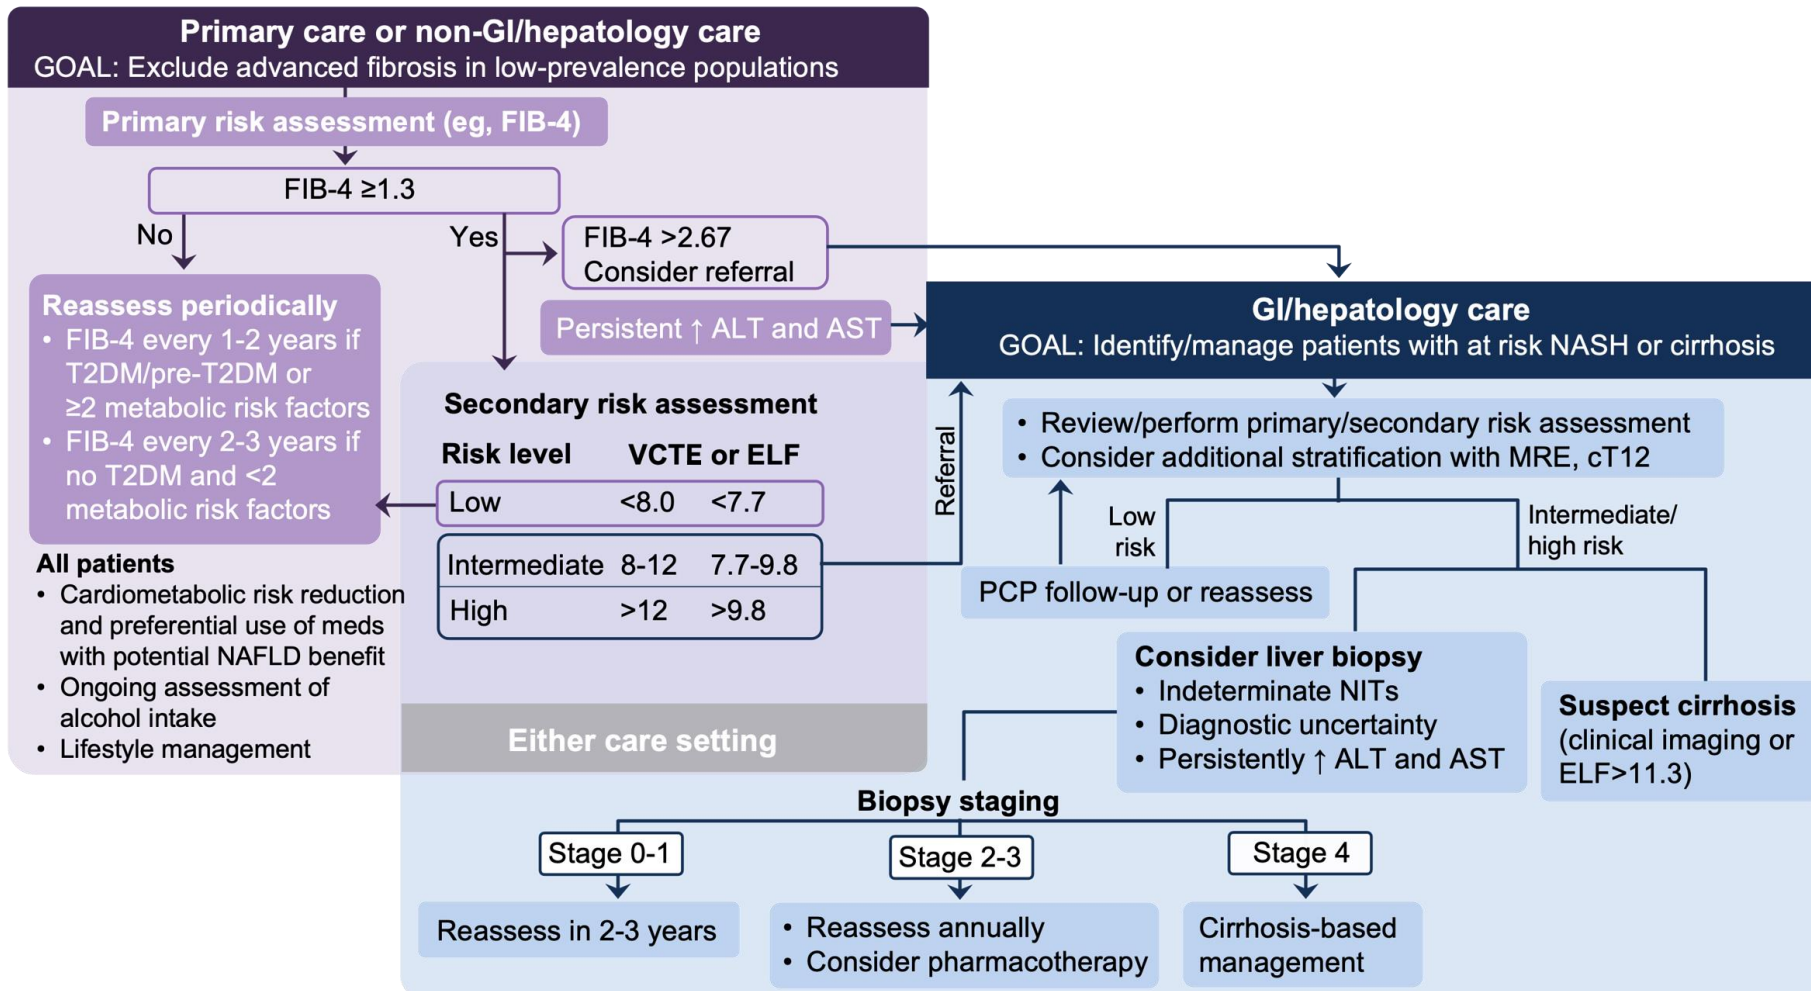 Primary care or non-GI/hepatology care
GOAL: Exclude advanced fibrosis in low-prevalence populations
Primary risk assessment (eg, FIB-4)
FIB-4 ≥1.3
No
Yes
FIB-4 >2.67
Consider referral
Persistent ↑ ALT and AST
Reassess periodically
• FIB-4 every 1-2 years if
T2DM/pre-T2DM or
≥2 metabolic risk factors
• FIB-4 every 2-3 years if
no T2DM and <2
metabolic risk factors
All patients
• Cardiometabolic risk reduction
and preferential use of meds
with potential NAFLD benefit
• Ongoing assessment of
alcohol intake
• Lifestyle management
Secondary risk assessment
Risk level VCTE or ELF
Low <8.0 <7.7
Intermediate 8-12 7.7-9.8
High >12 >9.8
Either care setting
Referral
GI/hepatology care
GOAL: Identify/manage patients with at risk NASH or cirrhosis
• Review/perform primary/secondary risk assessment
• Consider additional stratification with MRE, cT12
Low
risk
Intermediate/
high risk
PCP follow-up or reassess
Consider liver biopsy
• Indeterminate NITs
• Diagnostic uncertainty
• Persistently ↑ ALT and AST
Suspect cirrhosis
(clinical imaging or
ELF>11.3)
Biopsy staging
Stage 0-1
Stage 2-3
Stage 4
Reassess in 2-3 years
• Reassess annually
• Consider pharmacotherapy
Cirrhosis-based
management